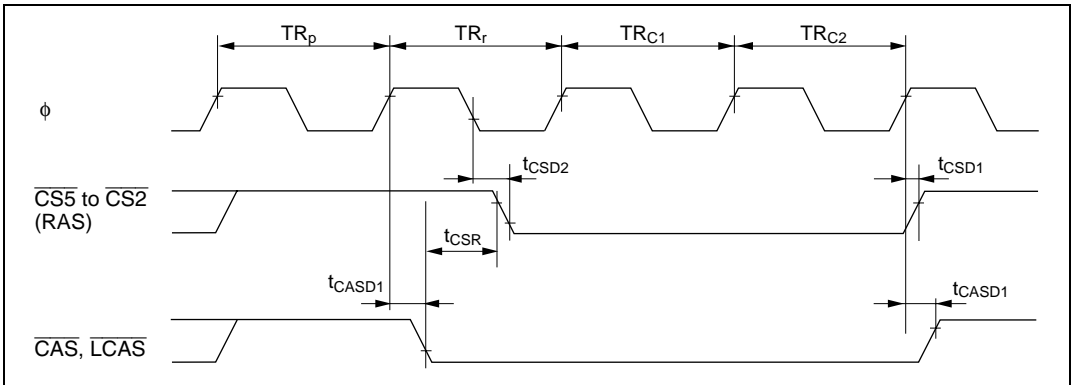 TRp TRr TRC1 TRC2
φ
tCSD2 tCSD1
CS5 to CS2
(RAS)
tCSR
tCASD1 tCASD1
CAS, LCAS